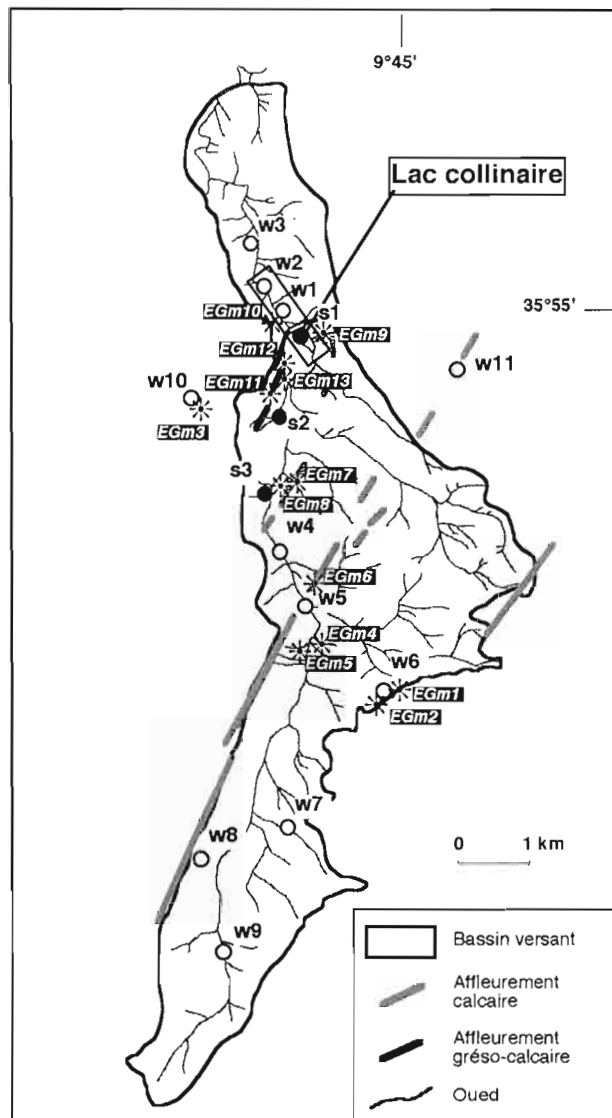 9°45'
Lac collinaire
w3
w2
w1
s1
35°55'
EGm10
EGm9
EGm12
w11
w10
EGm11
EGm13
EGm3
s2
s3
EGm7
EGm8
w4
EGm6
w5
EGm4
EGm5
w6
EGm1
EGm2
w7
0 1 km
w8
w9
Bassin versant
Affleurement
calcaire
Affleurement
gréso-calcaire
Oued